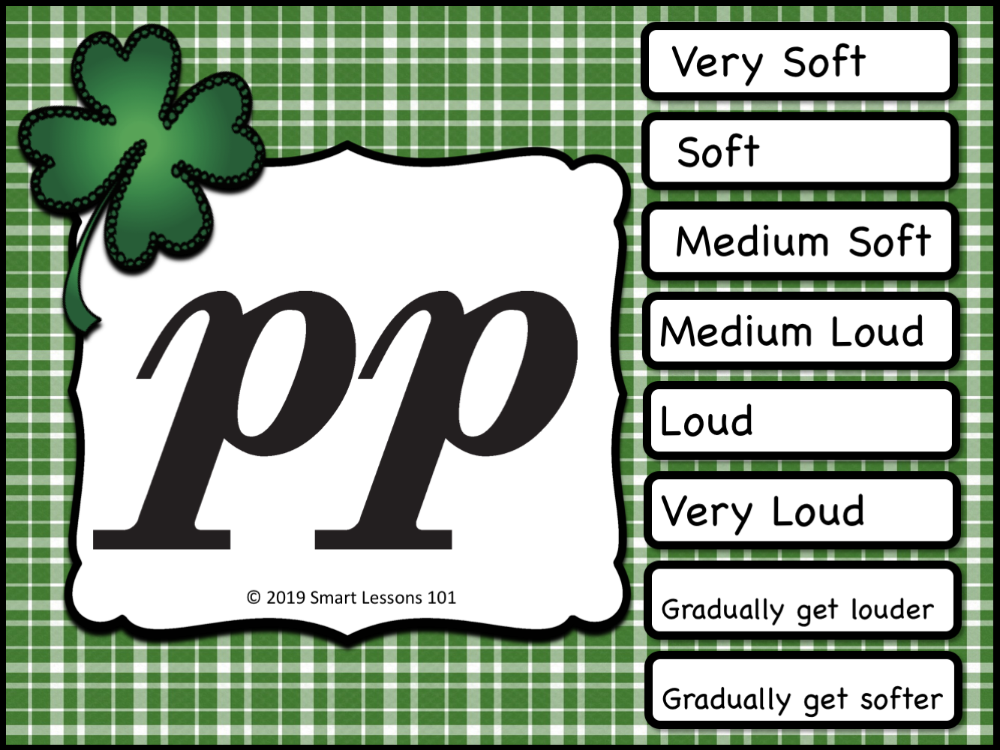 pp
© 2019 Smart Lessons 101
Very Soft
Soft
Medium Soft
Medium Loud
Loud
Very Loud
Gradually get louder
Gradually get softer